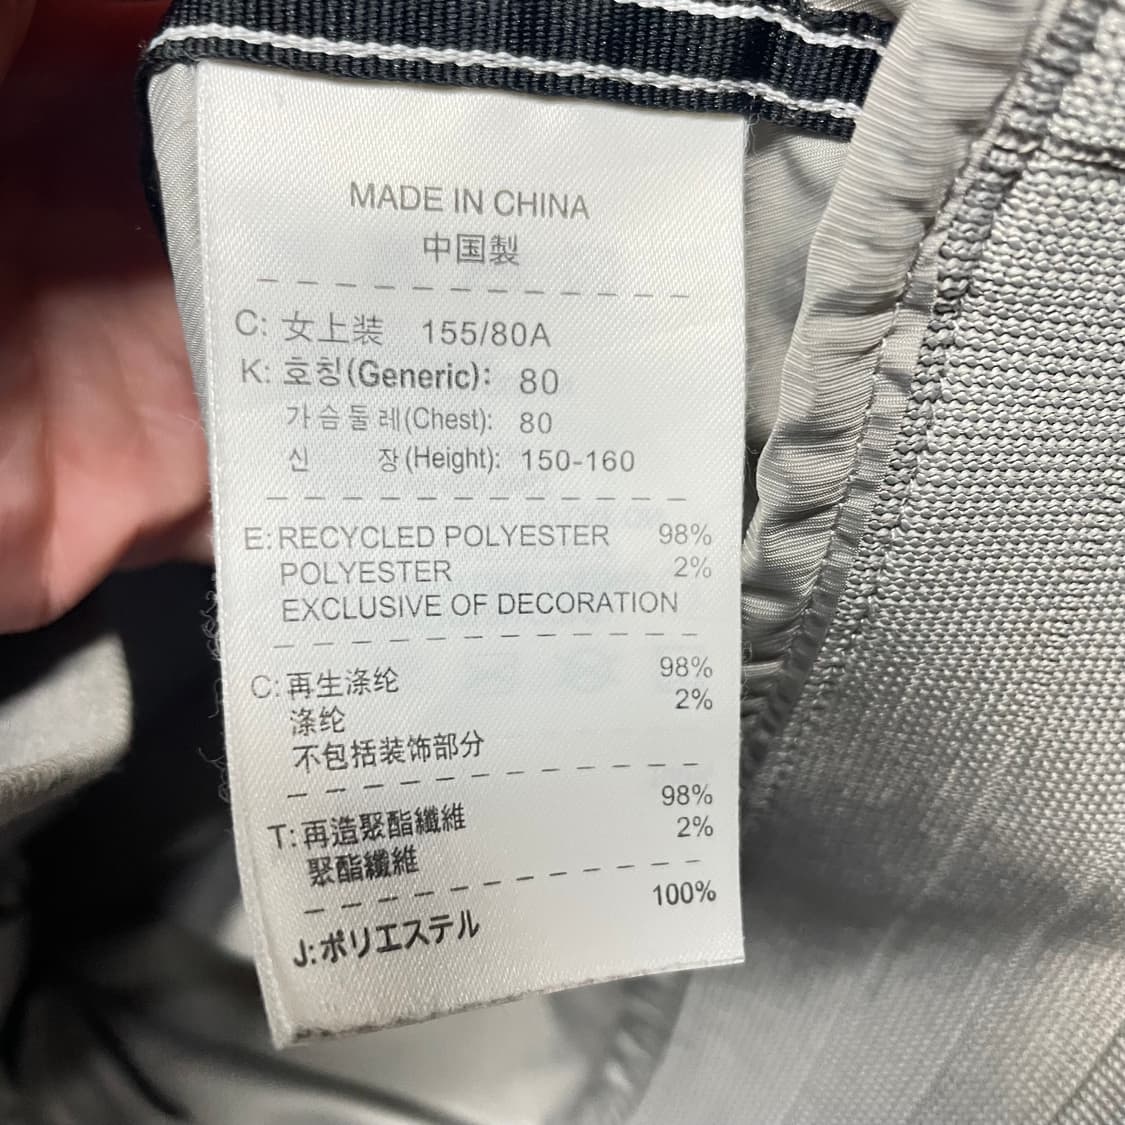 MADE IN CHINA
中国製
C: 女上装 155/80A
K: 호칭(Generic): 80
가슴둘레(Chest): 80
신 장(Height): 150-160
E: RECYCLED POLYESTER 98%
POLYESTER 2%
EXCLUSIVE OF DECORATION
C: 再生涤纶 98%
涤纶 2%
不包括装饰部分
T: 再造聚酯纖維 98%
聚酯纖維 2%
J: ポリエステル 100%